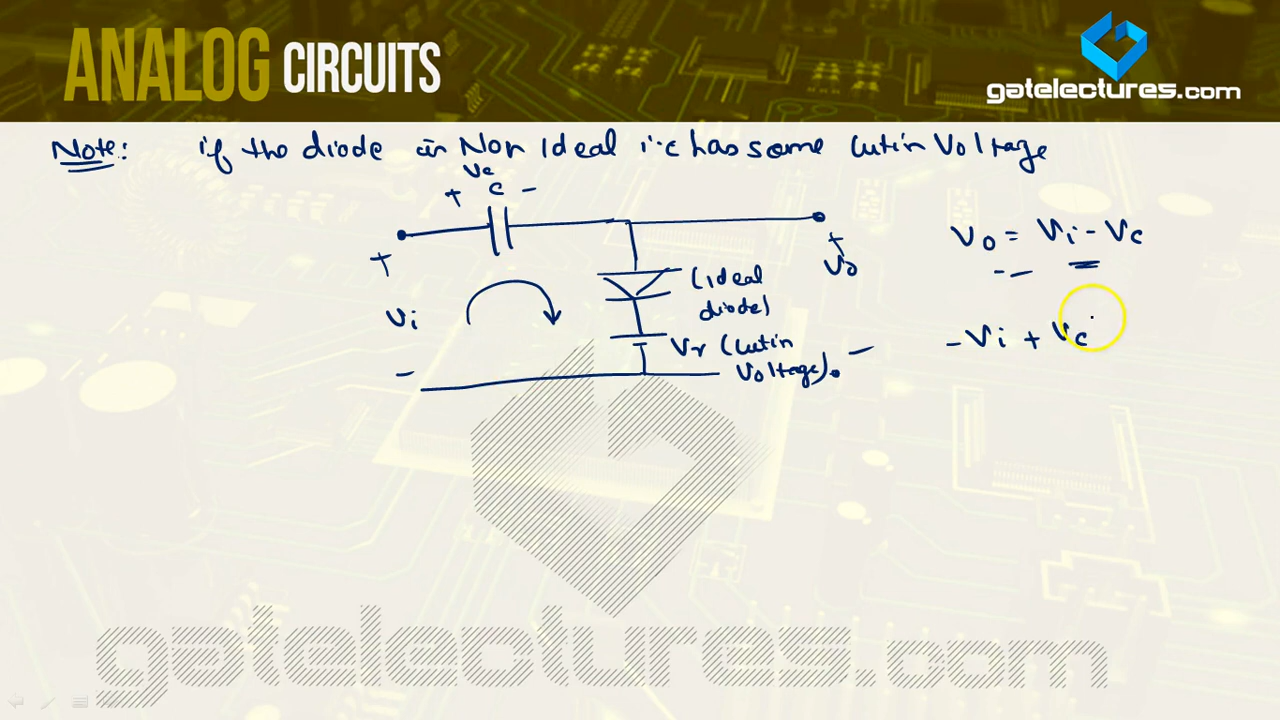 ANALOG CIRCUITS
gatelectures.com
Note: if the diode in Non Ideal i.e has some Cutin Voltage
Vc
+ C -
+
Vi
-
(ideal
diode)
Vr (Cutin
Voltage).
+
Vo
-
Vo = Vi - Vc
-Vi + Vc
gatelectures.com